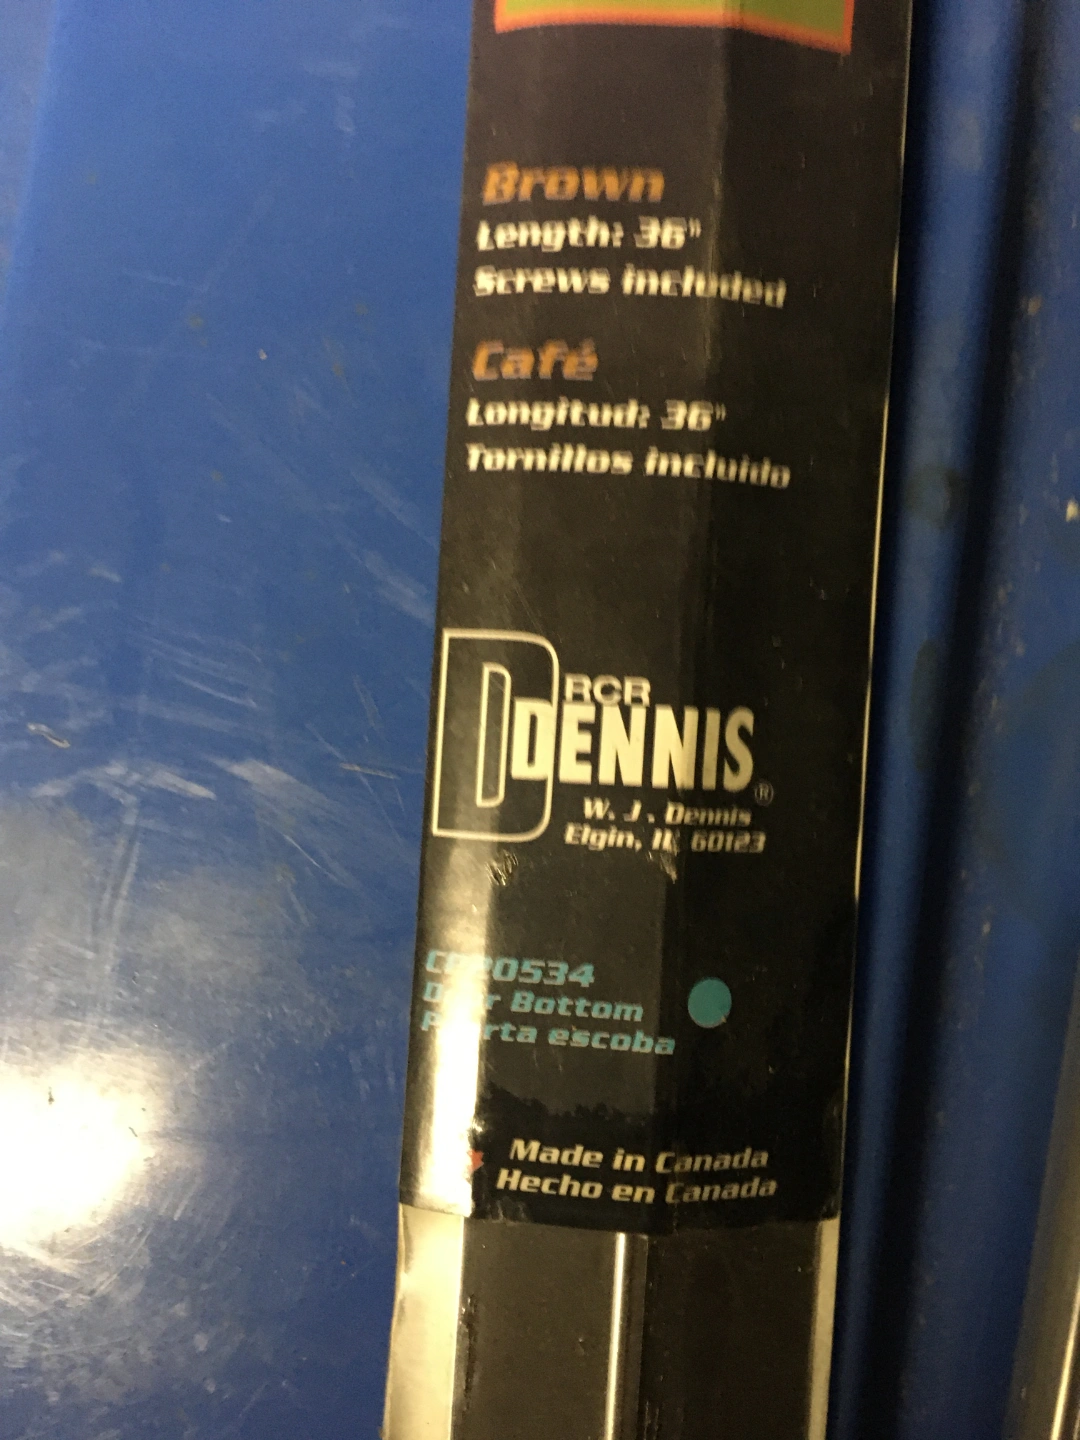 Brown
Length: 36"
Screws included
Café
Longitud: 36"
Tornillos incluido
RCR
DENNIS®
W. J. Dennis
Elgin, IL 60123
Bottom
escoba
Made in Canada
Hecho en Canada